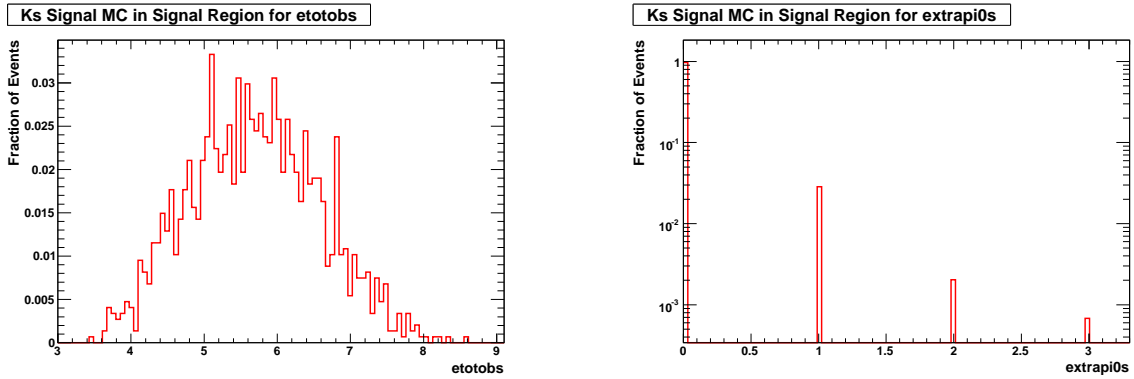 Ks Signal MC in Signal Region for etotobs
Fraction of Events
0.03
0.025
0.02
0.015
0.01
0.005
0
3 4 5 6 7 8 9
etotobs
Ks Signal MC in Signal Region for extrapi0s
Fraction of Events
1
10-1
10-2
10-3
0 0.5 1 1.5 2 2.5 3
extrapi0s